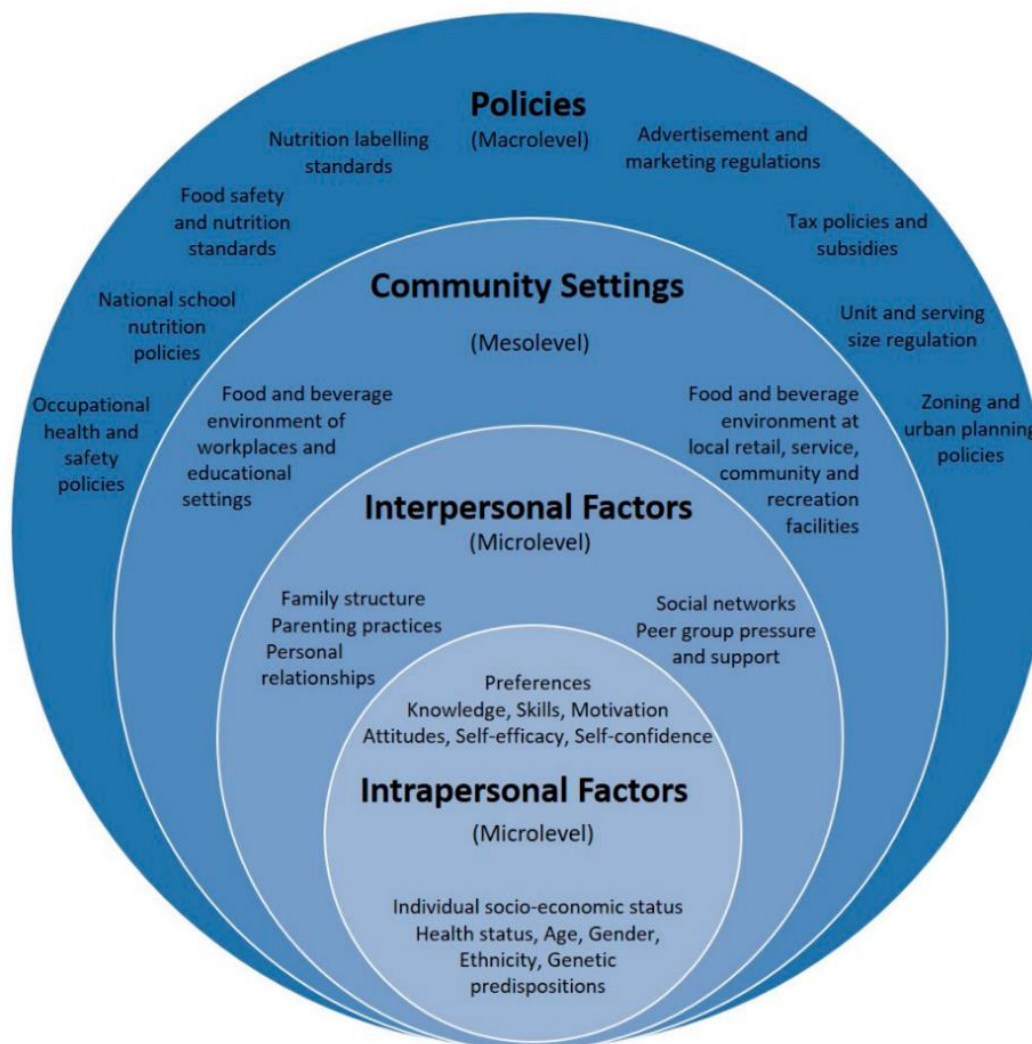 Policies
(Macrolevel)
Nutrition labelling
standards
Advertisement and
marketing regulations
Food safety
and nutrition
standards
Tax policies and
subsidies
National school
nutrition
policies
Unit and serving
size regulation
Occupational
health and
safety
policies
Zoning and
urban planning
policies
Community Settings
(Mesolevel)
Food and beverage
environment of
workplaces and
educational
settings
Food and beverage
environment at
local retail, service,
community and
recreation
facilities
Interpersonal Factors
(Microlevel)
Family structure
Parenting practices
Personal
relationships
Social networks
Peer group pressure
and support
Preferences
Knowledge, Skills, Motivation
Attitudes, Self-efficacy, Self-confidence
Intrapersonal Factors
(Microlevel)
Individual socio-economic status
Health status, Age, Gender,
Ethnicity, Genetic
predispositions